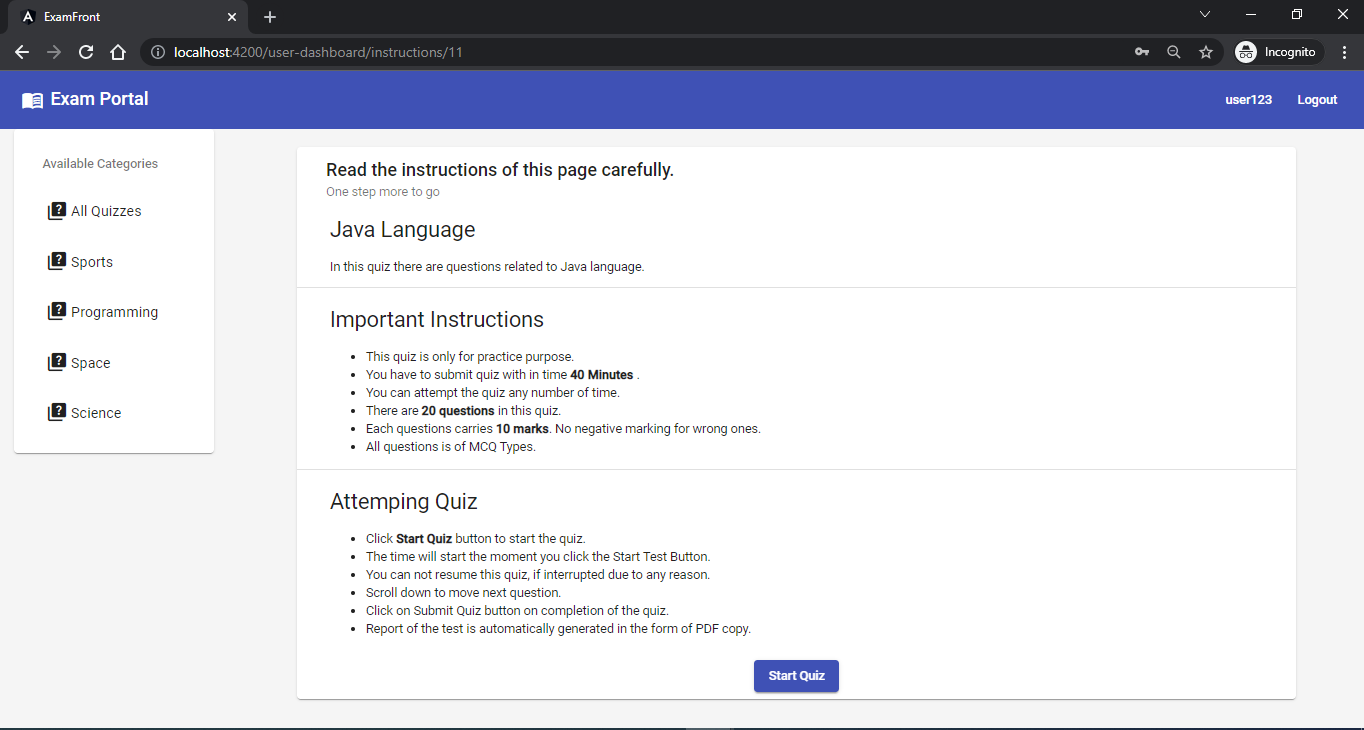 ExamFront
localhost:4200/user-dashboard/instructions/11
Incognito
Exam Portal
user123
Logout
Available Categories
All Quizzes
Sports
Programming
Space
Science
Read the instructions of this page carefully.
One step more to go
Java Language
In this quiz there are questions related to Java language.
Important Instructions
This quiz is only for practice purpose.
You have to submit quiz with in time 40 Minutes .
You can attempt the quiz any number of time.
There are 20 questions in this quiz.
Each questions carries 10 marks. No negative marking for wrong ones.
All questions is of MCQ Types.
Attemping Quiz
Click Start Quiz button to start the quiz.
The time will start the moment you click the Start Test Button.
You can not resume this quiz, if interrupted due to any reason.
Scroll down to move next question.
Click on Submit Quiz button on completion of the quiz.
Report of the test is automatically generated in the form of PDF copy.
Start Quiz